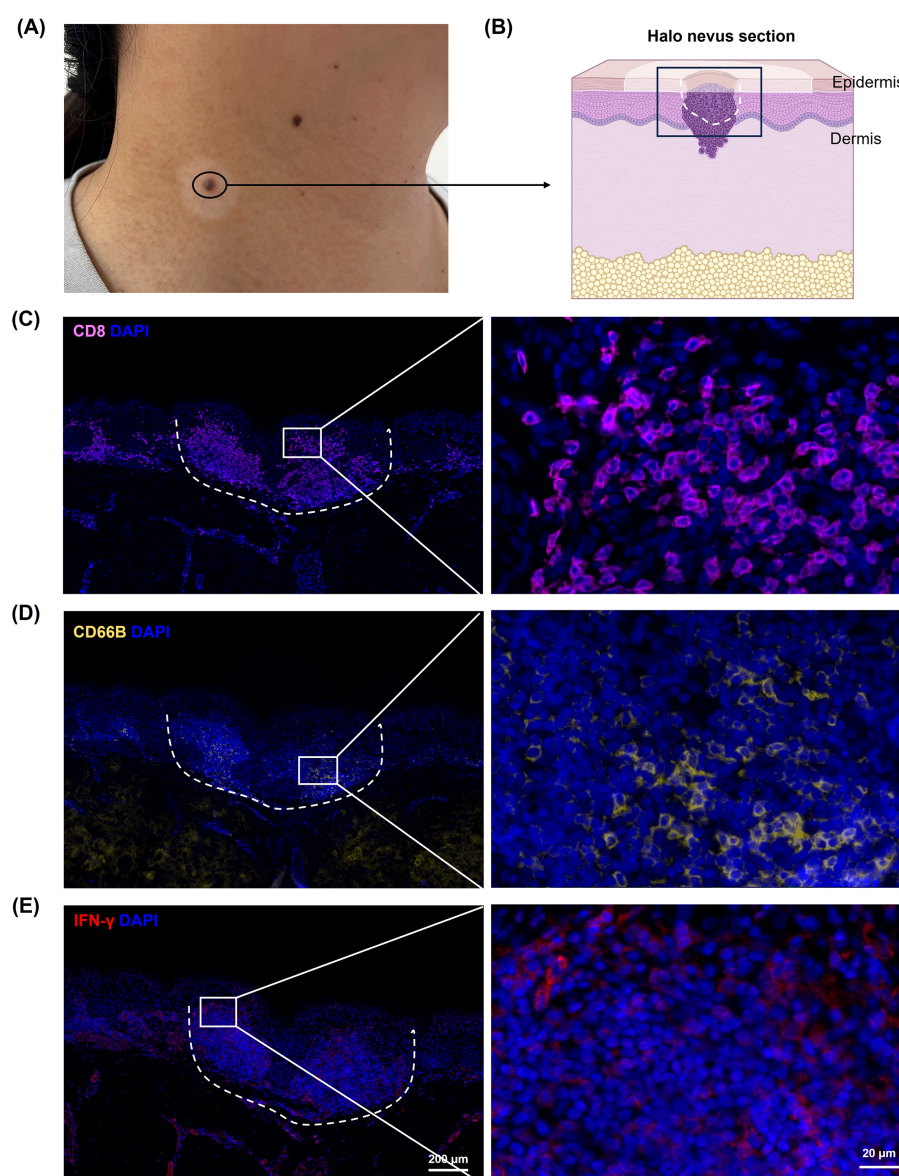 (A)
(B)
Halo nevus section
Epidermis
Dermis
(C)
CD8 DAPI
(D)
CD66B DAPI
(E)
IFN-γ DAPI
200 μm
20 μm